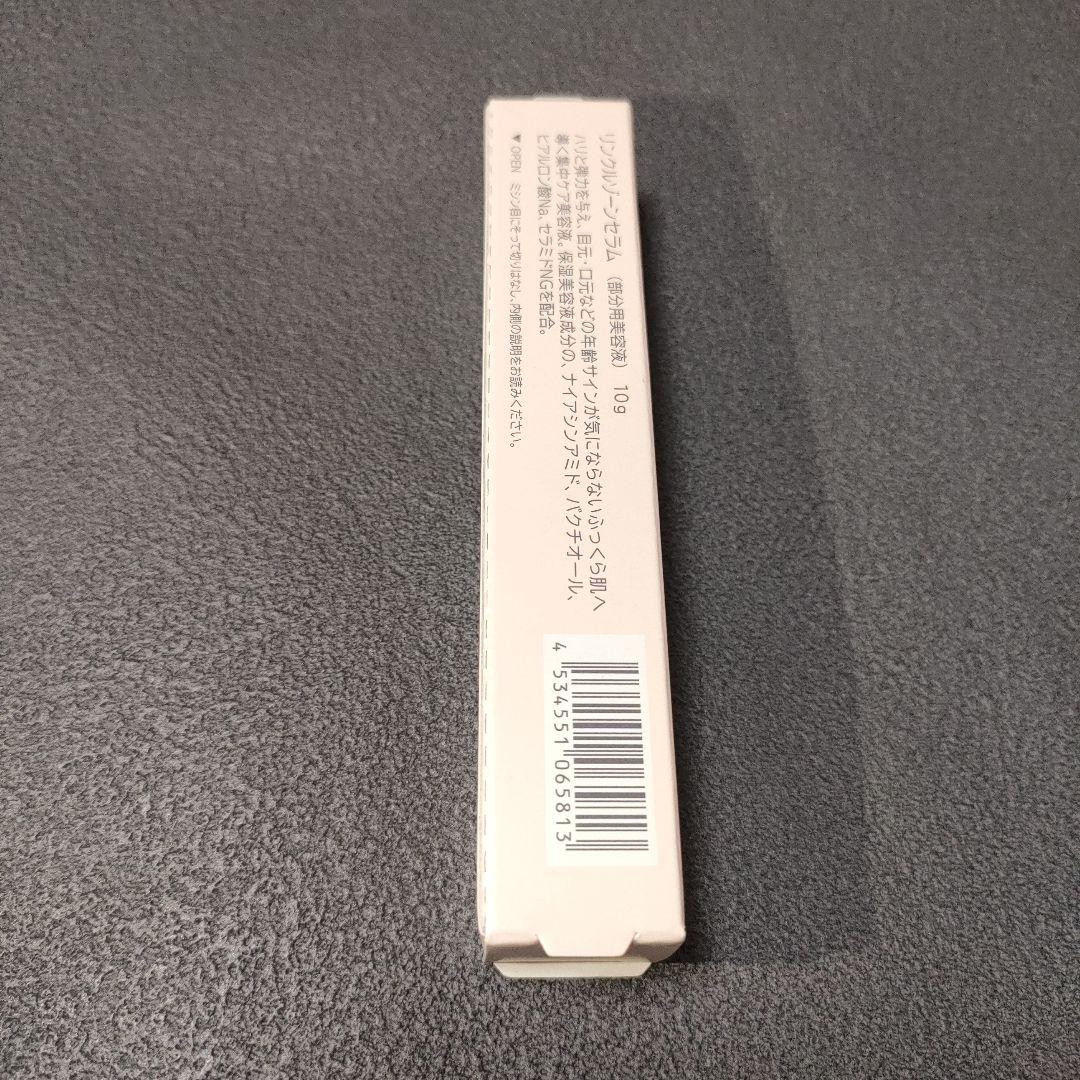 リンクルゾーンセラム （部分用美容液） 10g
ハリと弾力を与え、目元・口元などの年齢サインが気にならないふっくら肌へ
導く集中ケア美容液。保湿美容液成分の、ナイアシンアミド、バクチオール、
ヒアルロン酸Na、セラミドNGを配合。
▼ OPEN ミシン目にそって切りはなし、内側の説明をお読みください。
4 534551 065813